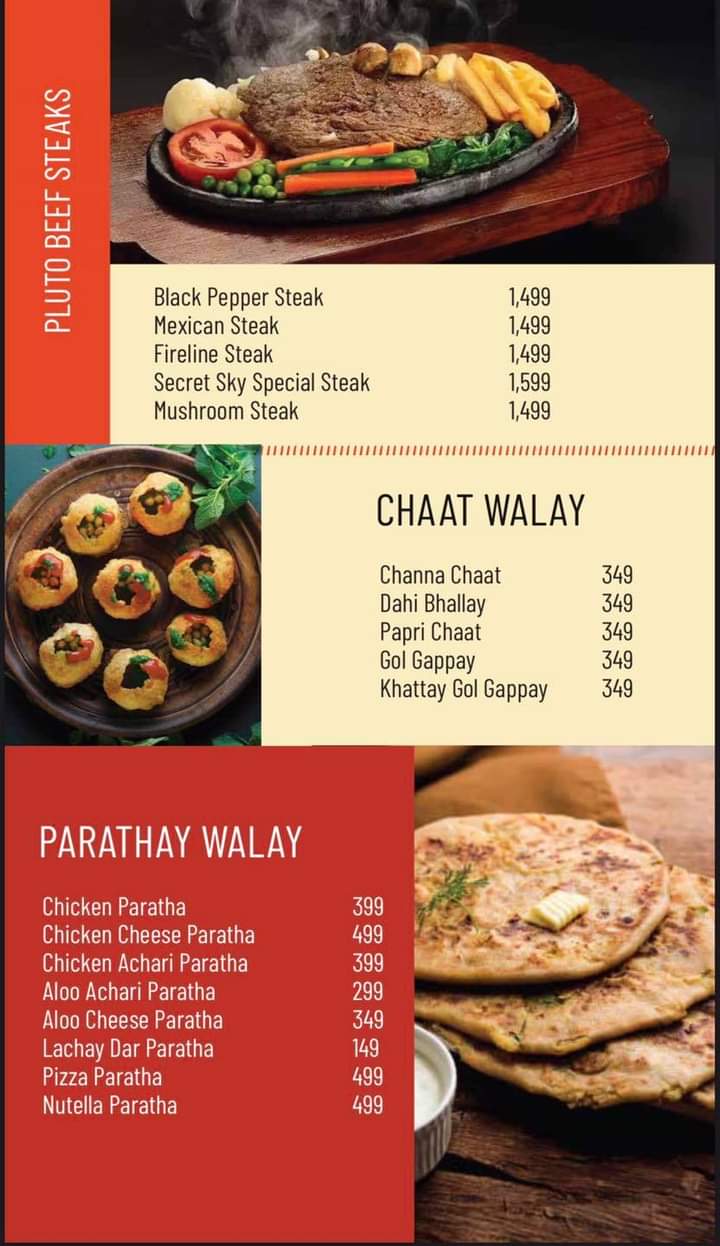 PLUTO BEEF STEAKS
Black Pepper Steak 1,499
Mexican Steak 1,499
Fireline Steak 1,499
Secret Sky Special Steak 1,599
Mushroom Steak 1,499
CHAAT WALAY
Channa Chaat 349
Dahi Bhallay 349
Papri Chaat 349
Gol Gappay 349
Khattay Gol Gappay 349
PARATHAY WALAY
Chicken Paratha 399
Chicken Cheese Paratha 499
Chicken Achari Paratha 399
Aloo Achari Paratha 299
Aloo Cheese Paratha 349
Lachay Dar Paratha 149
Pizza Paratha 499
Nutella Paratha 499